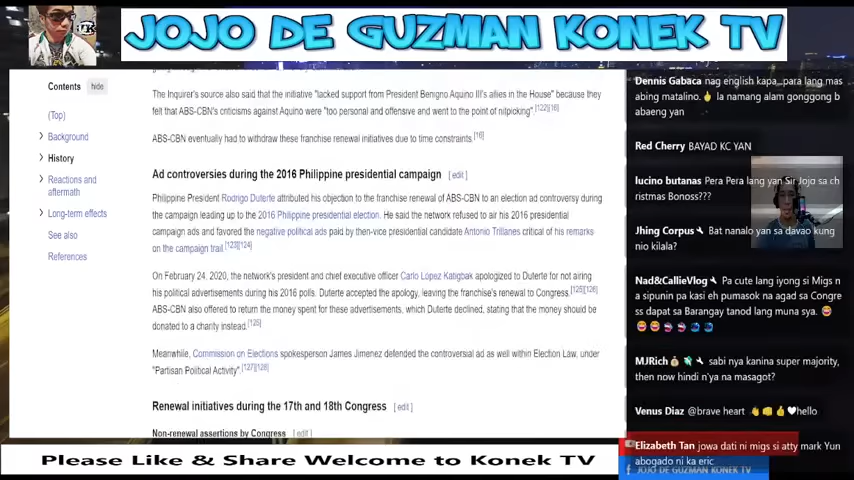 JOJO DE GUZMAN KONEK TV
Contents hide
(Top)
Background
History
Reactions and
aftermath
Long-term effects
See also
References
The Inquirer's source also said that the initiative "lacked support from President Benigno Aquino III's allies in the House" because they
felt that ABS-CBN's criticisms against Aquino were "too personal and offensive and went to the point of nitpicking".[122][16]
ABS-CBN eventually had to withdraw these franchise renewal initiatives due to time constraints.[16]
Ad controversies during the 2016 Philippine presidential campaign [ edit ]
Philippine President Rodrigo Duterte attributed his objection to the franchise renewal of ABS-CBN to an election ad controversy during
the campaign leading up to the 2016 Philippine presidential election. He said the network refused to air his 2016 presidential
campaign ads and favored the negative political ads paid by then-vice presidential candidate Antonio Trillanes critical of his remarks
on the campaign trail.[123][124]
On February 24, 2020, the network's president and chief executive officer Carlo López Katigbak apologized to Duterte for not airing
his political advertisements during his 2016 polls. Duterte accepted the apology, leaving the franchise's renewal to Congress.[125][126]
ABS-CBN also offered to return the money spent for these advertisements, which Duterte declined, stating that the money should be
donated to a charity instead.[125]
Meanwhile, Commission on Elections spokesperson James Jimenez defended the controversial ad as well within Election Law, under
"Partisan Political Activity".[127][128]
Renewal initiatives during the 17th and 18th Congress [ edit ]
Non-renewal assertions by Congress [ edit ]
Dennis Gabaca nag english kapa,,para lang mas
abing matalino. la namang alam gonggong b
abaeng yan
Red Cherry BAYAD KC YAN
lucino butanas Pera Pera lang yan Sir Jojo sa ch
ristmas Bonoss???
Jhing Corpus Bat nanalo yan sa davao kung
nio kilala?
Nad&CallieVlog Pa cute lang iyong si Migs n
a sipunin pa kasi eh pumasok na agad sa Congre
ss dapat sa Barangay tanod lang muna sya.
MJRich sabi nya kanina super majority,
then now hindi n'ya na masagot?
Venus Diaz @brave heart hello
Elizabeth Tan jowa dati ni migs si atty mark Yun
abogado ni ka eric
JOJO DE GUZMAN KONEK TV
Please Like & Share Welcome to Konek TV